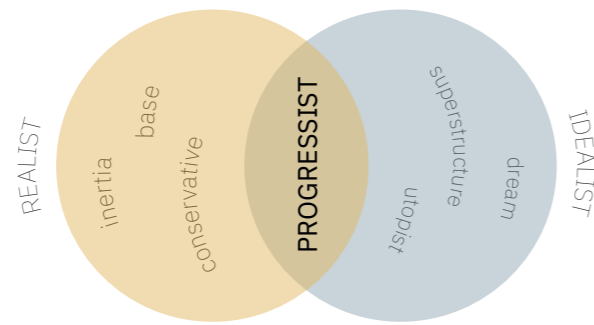 REALIST
inertia
base
conservative
PROGRESSIST
superstructure
utopist
dream
IDEALIST